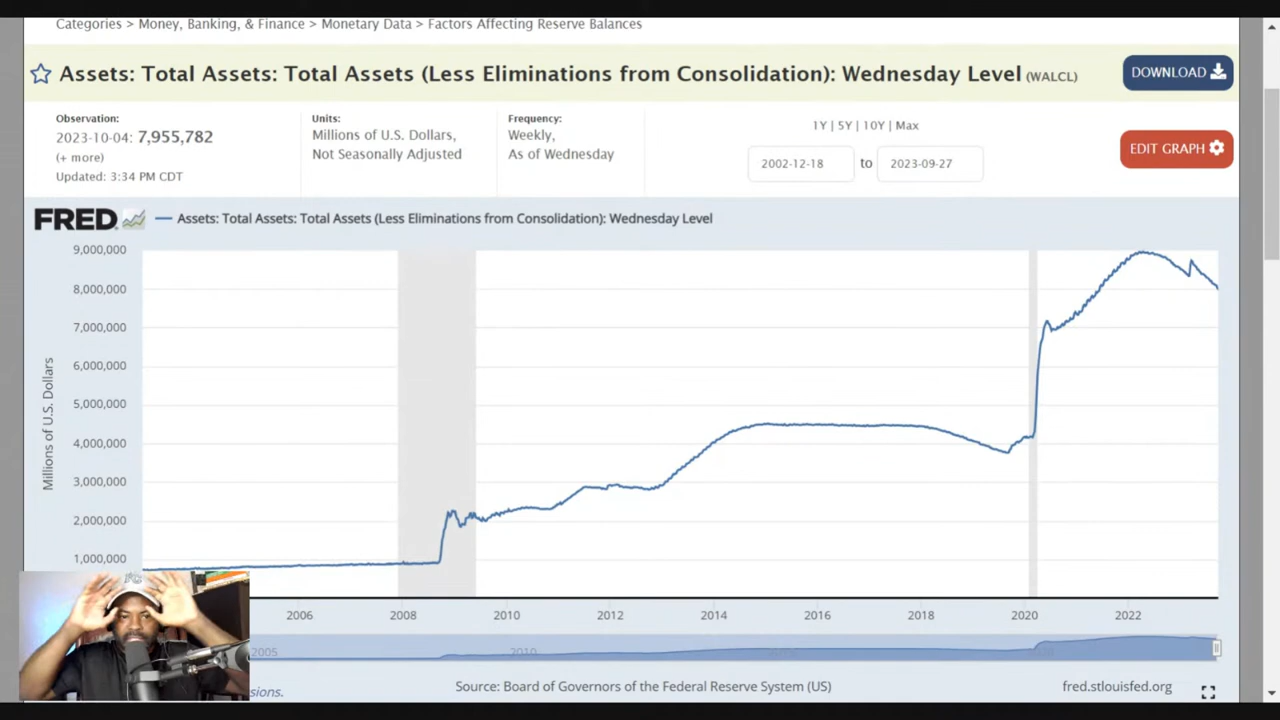 Categories > Money, Banking, & Finance > Monetary Data > Factors Affecting Reserve Balances
Assets: Total Assets: Total Assets (Less Eliminations from Consolidation): Wednesday Level (WALCL)
DOWNLOAD
Observation:
2023-10-04: 7,955,782
(+ more)
Updated: 3:34 PM CDT
Units:
Millions of U.S. Dollars,
Not Seasonally Adjusted
Frequency:
Weekly,
As of Wednesday
1Y | 5Y | 10Y | Max
2002-12-18 to 2023-09-27
EDIT GRAPH
FRED
Assets: Total Assets: Total Assets (Less Eliminations from Consolidation): Wednesday Level
Millions of U.S. Dollars
9,000,000
8,000,000
7,000,000
6,000,000
5,000,000
4,000,000
3,000,000
2,000,000
1,000,000
2006 2008 2010 2012 2014 2016 2018 2020 2022
2005 2010
Source: Board of Governors of the Federal Reserve System (US)
fred.stlouisfed.org